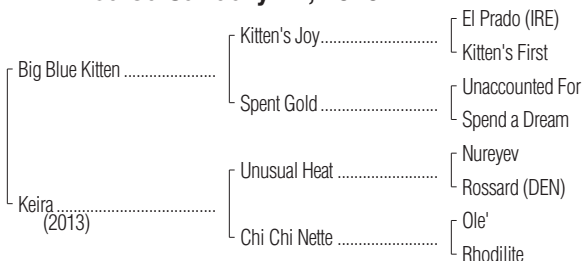 El Prado (IRE)
Kitten's Joy..............................
Kitten's First
Big Blue Kitten .......................
Unaccounted For
Spent Gold ..............................
Spend a Dream
Nureyev
Unusual Heat ..........................
Rossard (DEN)
Keira........................................
(2013)
Ole'
Chi Chi Nette ..........................
Rhodilite